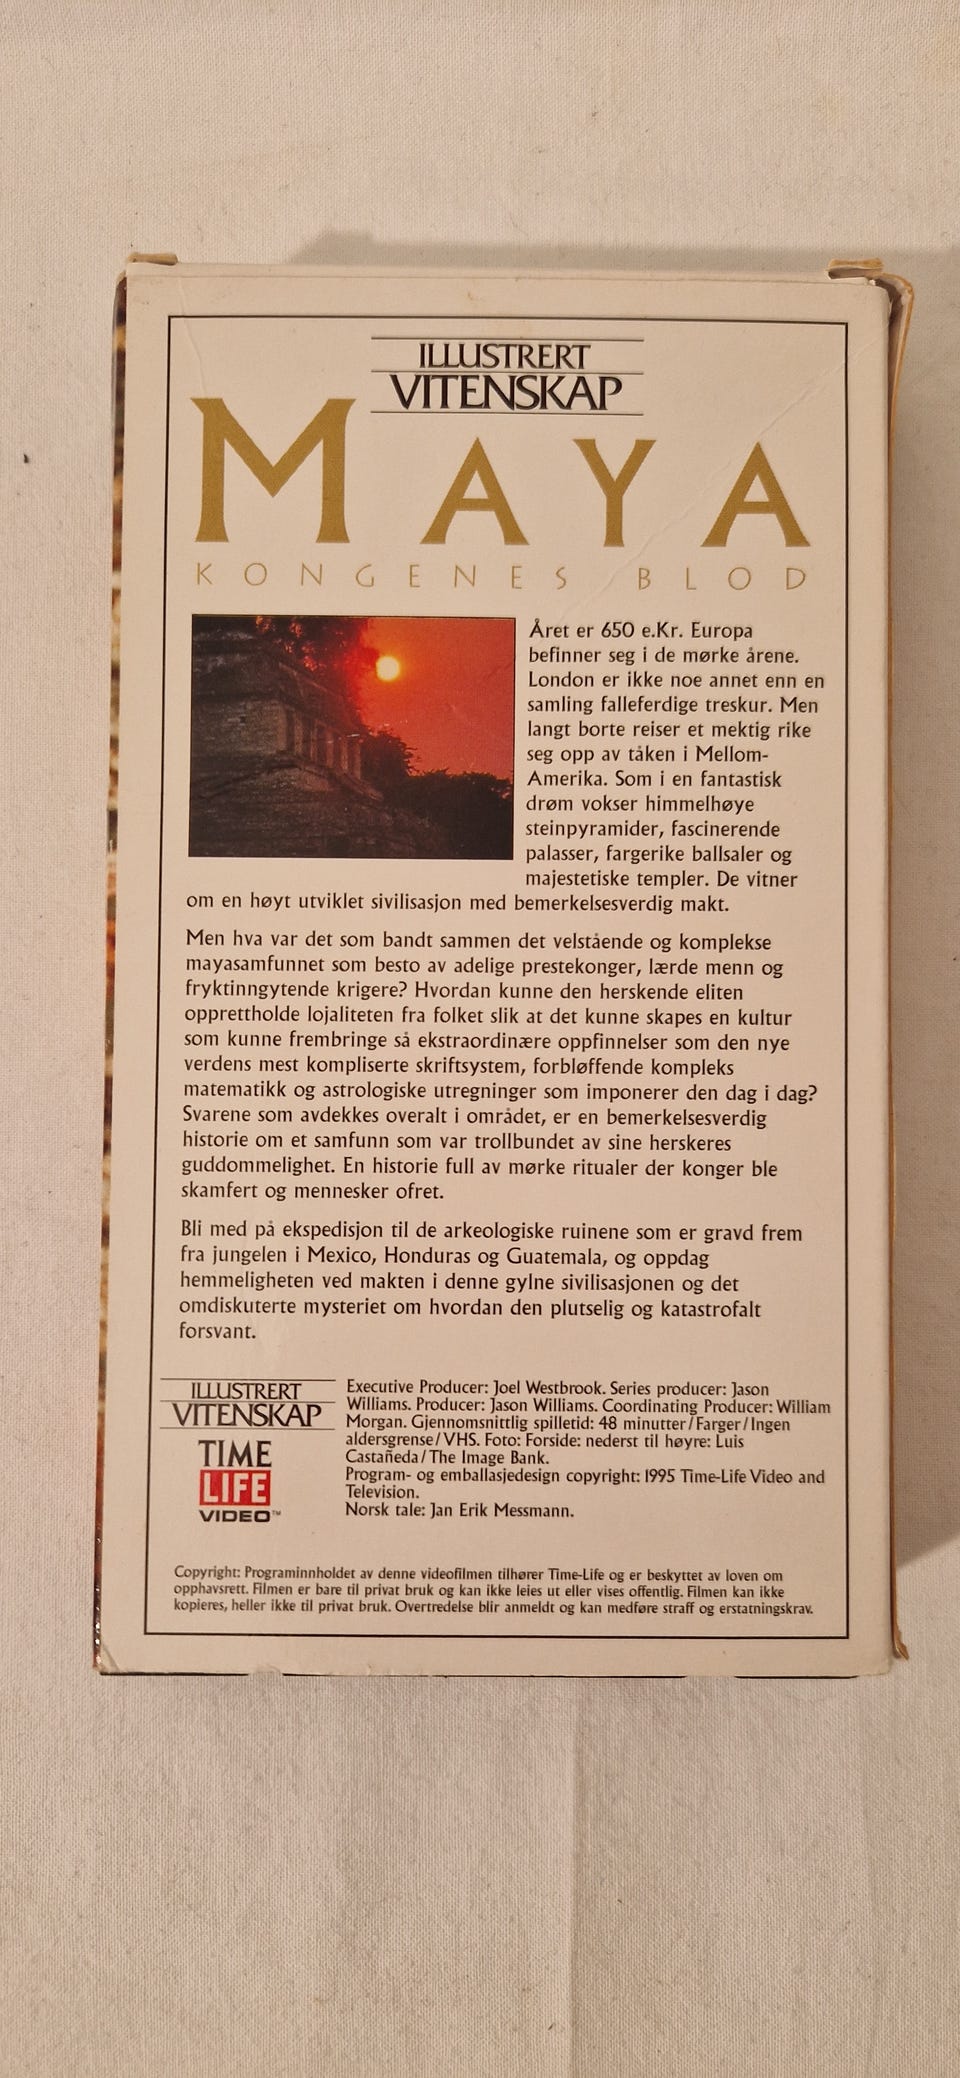 ILLUSTRERT
VITENSKAP
MAYA
KONGENES BLOD
Året er 650 e.Kr. Europa
befinner seg i de mørke årene.
London er ikke noe annet enn en
samling falleferdige treskur. Men
langt borte reiser et mektig rike
seg opp av tåken i Mellom-
Amerika. Som i en fantastisk
drøm vokser himmelhøye
steinpyramider, fascinerende
palasser, fargerike ballsaler og
majestetiske templer. De vitner
om en høyt utviklet sivilisasjon med bemerkelsesverdig makt.
Men hva var det som bandt sammen det velstående og komplekse
mayasamfunnet som besto av adelige prestekonger, lærde menn og
fryktinngytende krigere? Hvordan kunne den herskende eliten
opprettholde lojaliteten fra folket slik at det kunne skapes en kultur
som kunne frembringe så ekstraordinære oppfinnelser som den nye
verdens mest kompliserte skriftsystem, forbløffende kompleks
matematikk og astrologiske utregninger som imponerer den dag i dag?
Svarene som avdekkes overalt i området, er en bemerkelsesverdig
historie om et samfunn som var trollbundet av sine herskeres
guddommelighet. En historie full av mørke ritualer der konger ble
skamfert og mennesker ofret.
Bli med på ekspedisjon til de arkeologiske ruinene som er gravd frem
fra jungelen i Mexico, Honduras og Guatemala, og oppdag
hemmeligheten ved makten i denne gylne sivilisasjonen og det
omdiskuterte mysteriet om hvordan den plutselig og katastrofalt
forsvant.
ILLUSTRERT
VITENSKAP
TIME
LIFE
VIDEO™
Executive Producer: Joel Westbrook. Series producer: Jason
Williams. Producer: Jason Williams. Coordinating Producer: William
Morgan. Gjennomsnittlig spilletid: 48 minutter/Farger/Ingen
aldersgrense/VHS. Foto: Forside: nederst til høyre: Luis
Castañeda/The Image Bank.
Program- og emballasjedesign copyright: 1995 Time-Life Video and
Television.
Norsk tale: Jan Erik Messmann.
Copyright: Programinnholdet av denne videofilmen tilhører Time-Life og er beskyttet av loven om
opphavsrett. Filmen er bare til privat bruk og kan ikke leies ut eller vises offentlig. Filmen kan ikke
kopieres, heller ikke til privat bruk. Overtredelse blir anmeldt og kan medføre straff og erstatningskrav.